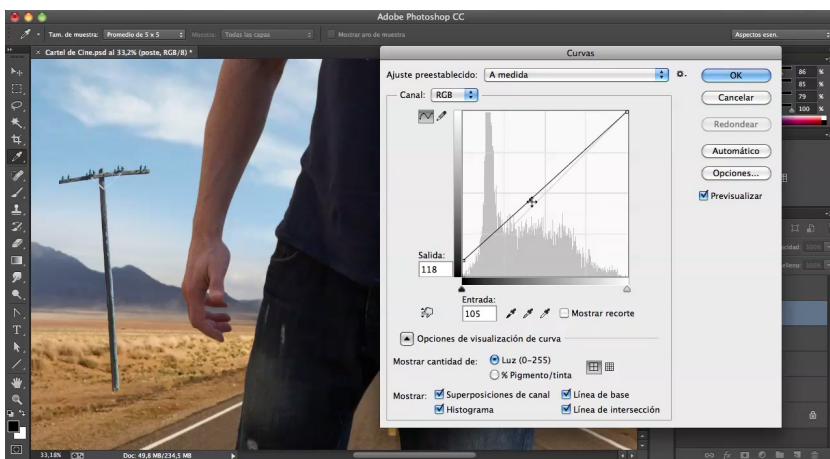 Adobe Photoshop CC
Tam. de muestra: Promedio de 5 x 5 Muestra: Todas las capas Mostrar aro de muestra Aspectos esen.
× Cartel de Cine.psd al 33,2% (poste, RGB/8) *
Curvas
Ajuste preestablecido: A medida
OK
Canal: RGB
Cancelar
Redondear
Automático
Opciones...
Previsualizar
Salida:
118
Entrada:
105
Mostrar recorte
Opciones de visualización de curva
Mostrar cantidad de: Luz (0-255)
% Pigmento/tinta
Mostrar: Superposiciones de canal Línea de base
Histograma Línea de intersección
86 %
85 %
79 %
100 %
33,18% Doc: 49,8 MB/234,5 MB